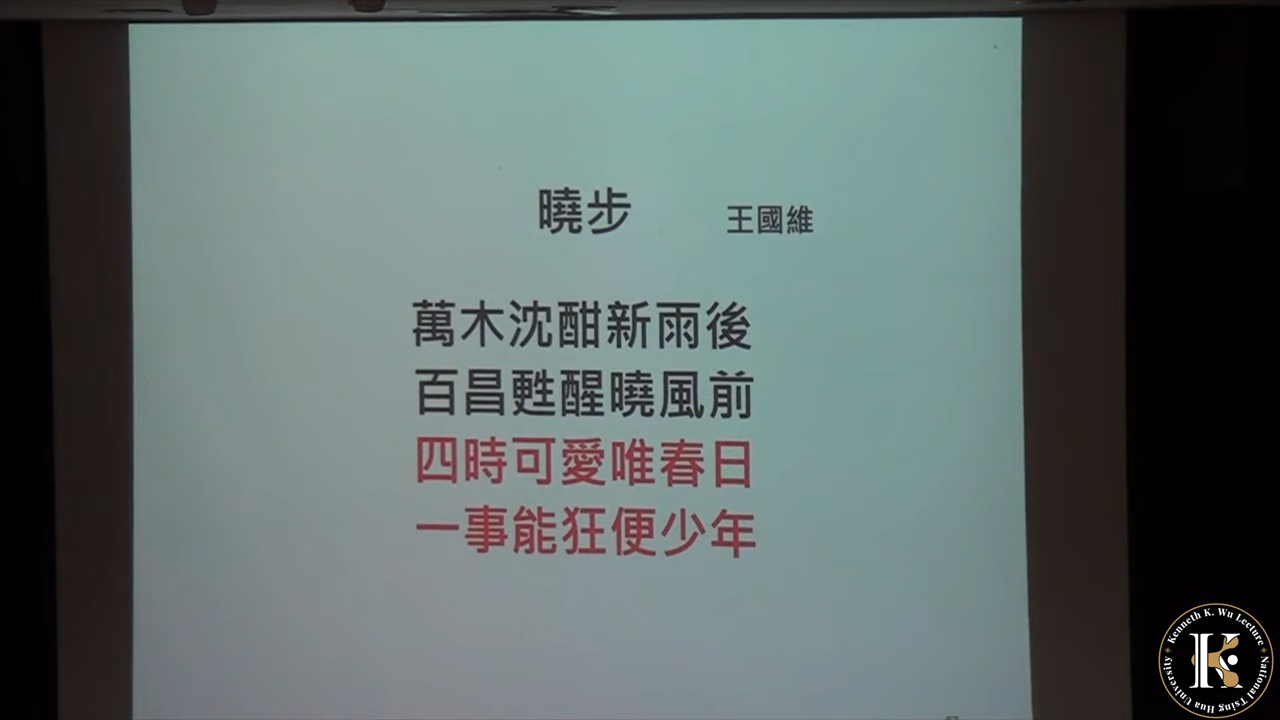 曉步 王國維
萬木沈酣新雨後
百昌甦醒曉風前
四時可愛唯春日
一事能狂便少年
Kenneth K. Wu Lecture
National Tsing Hua University
K